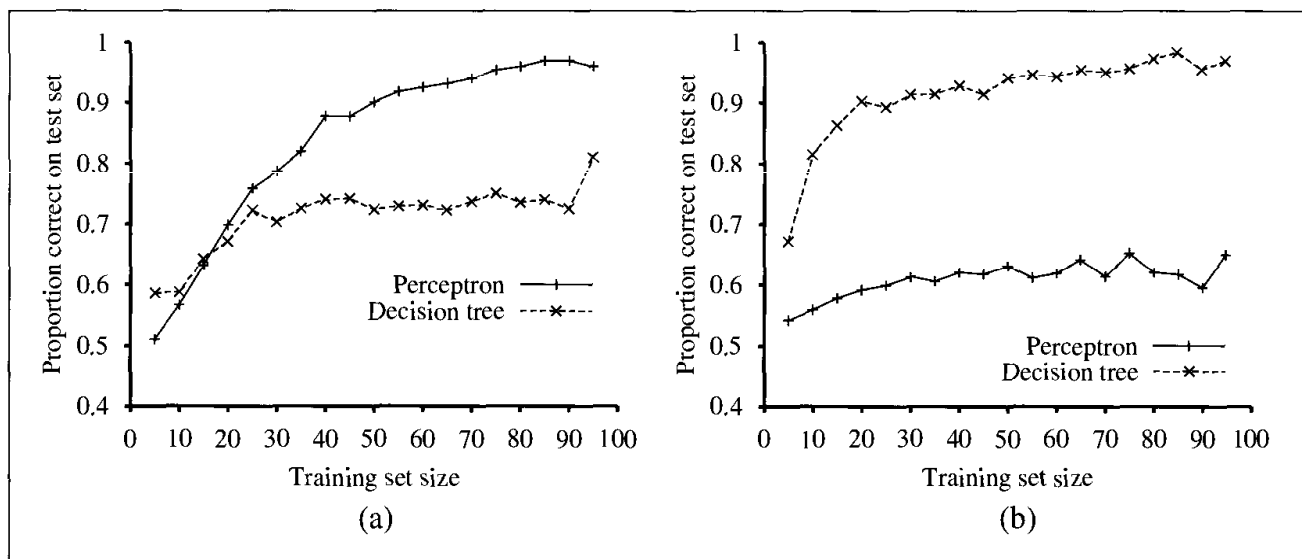 Proportion correct on test set
1
0.9
0.8
0.7
0.6
0.5
0.4
0 10 20 30 40 50 60 70 80 90 100
Training set size
Perceptron
Decision tree
(a)
Proportion correct on test set
1
0.9
0.8
0.7
0.6
0.5
0.4
0 10 20 30 40 50 60 70 80 90 100
Training set size
Perceptron
Decision tree
(b)